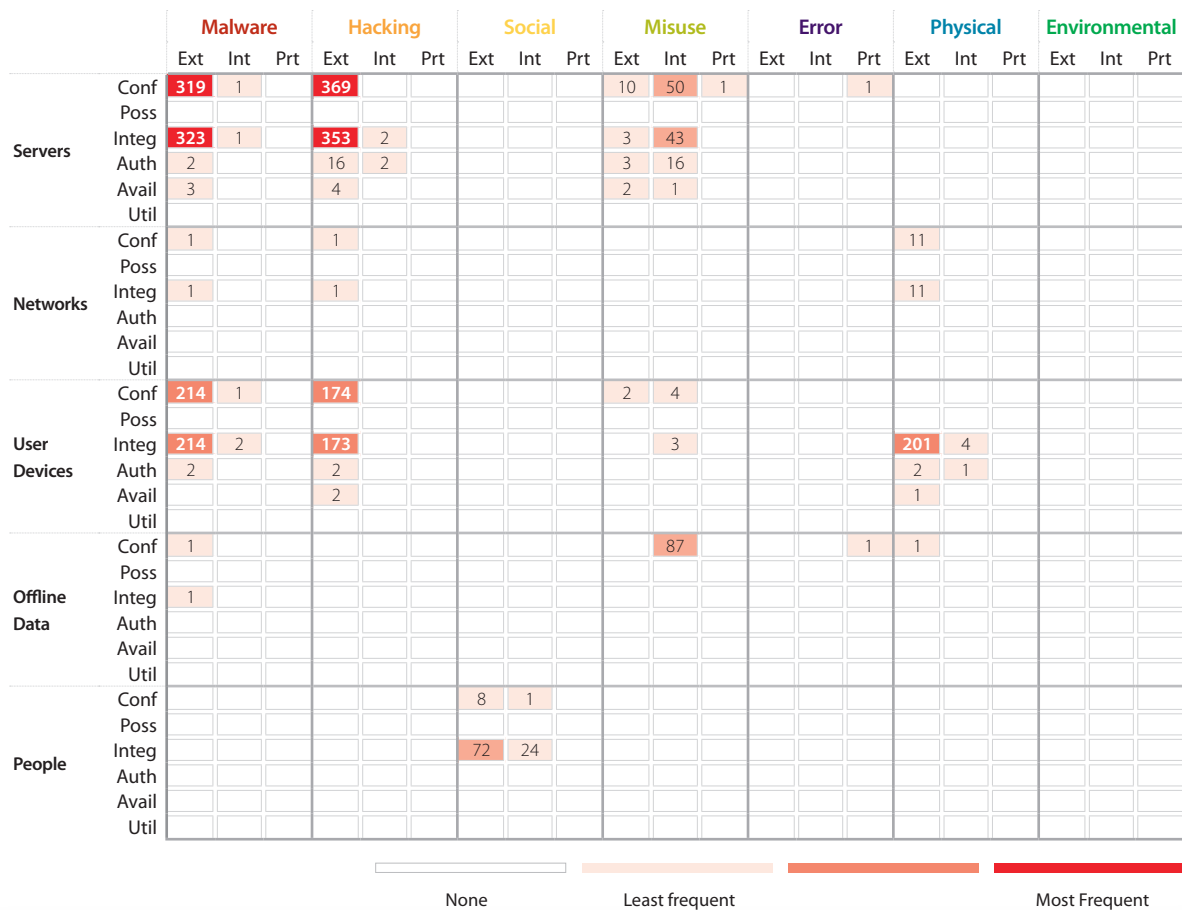 Malware Hacking Social Misuse Error Physical Environmental
Ext Int Prt Ext Int Prt Ext Int Prt Ext Int Prt Ext Int Prt Ext Int Prt Ext Int Prt
Servers
Conf 319 1 369 10 50 1 1
Poss
Integ 323 1 353 2 3 43
Auth 2 16 2 3 16
Avail 3 4 2 1
Util
Networks
Conf 1 1 11
Poss
Integ 1 1 11
Auth
Avail
Util
User
Devices
Conf 214 1 174 2 4
Poss
Integ 214 2 173 3 201 4
Auth 2 2 2 1
Avail 2 1
Util
Offline
Data
Conf 1 87 1 1
Poss
Integ 1
Auth
Avail
Util
People
Conf 8 1
Poss
Integ 72 24
Auth
Avail
Util
None Least frequent Most Frequent